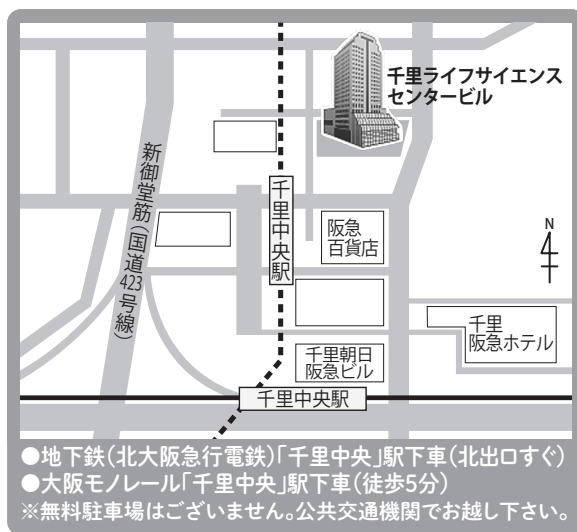 千里ライフサイエンス
センタービル
新御堂筋(国道423号線)
千里中央駅
阪急
百貨店
N
千里
阪急ホテル
千里朝日
阪急ビル
千里中央駅
●地下鉄(北大阪急行電鉄)「千里中央」駅下車(北出口すぐ)
●大阪モノレール「千里中央」駅下車(徒歩5分)
※無料駐車場はございません。公共交通機関でお越し下さい。